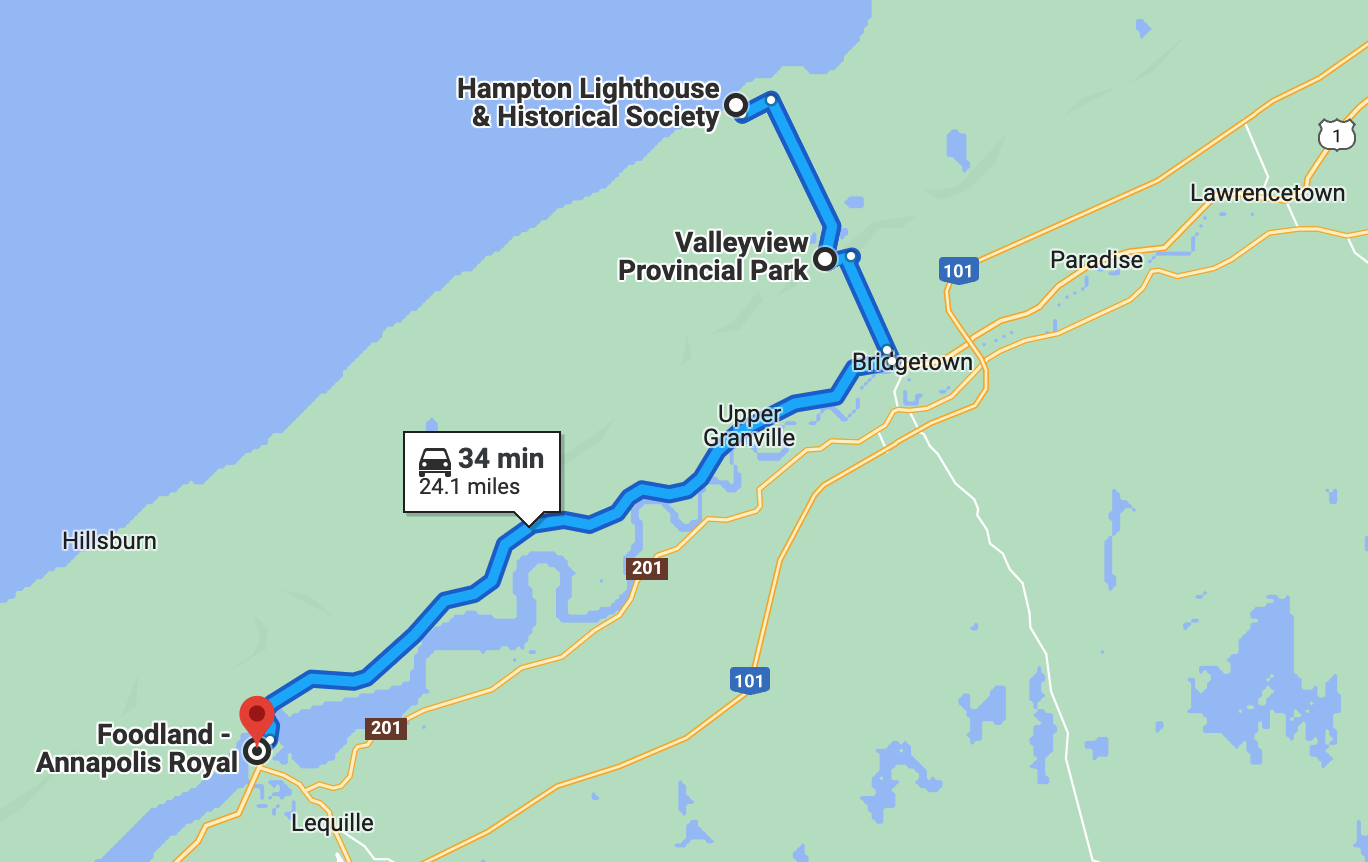 Hampton Lighthouse
& Historical Society
1
Lawrencetown
Valleyview
Provincial Park
Paradise
101
Bridgetown
Upper
Granville
34 min
24.1 miles
Hillsburn
201
101
201
Foodland -
Annapolis Royal
Lequille